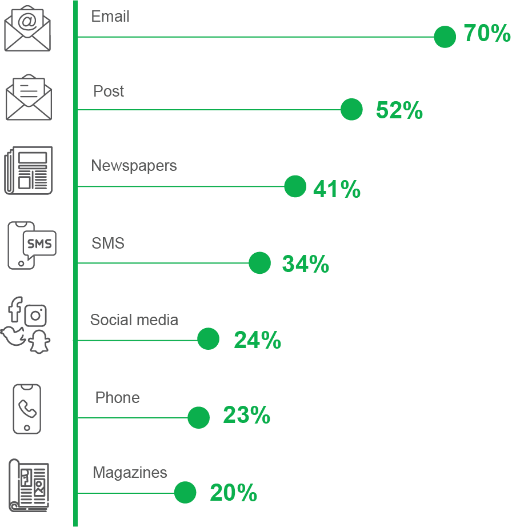 @
Email
70%
Post
52%
Newspapers
41%
SMS
SMS
34%
Social media
24%
Phone
23%
Magazines
20%